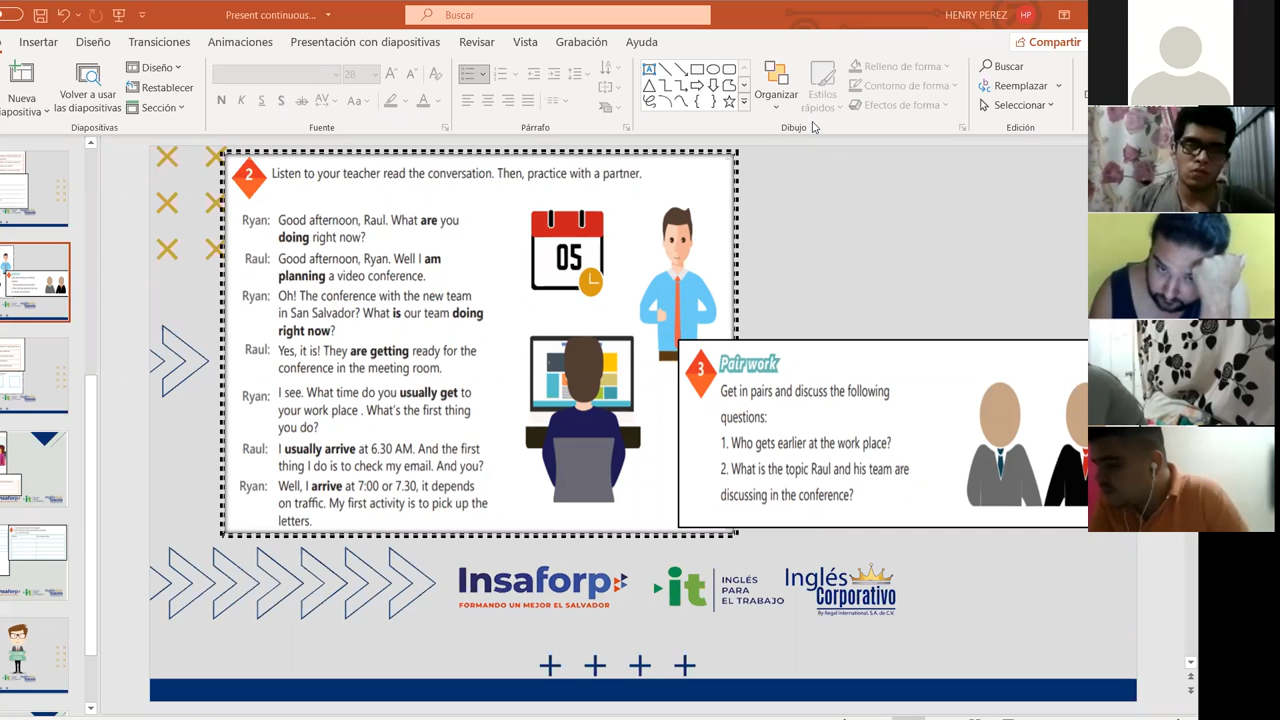 Present continuous...
Buscar
HENRY PEREZ
HP
Insertar
Diseño
Transiciones
Animaciones
Presentación con diapositivas
Revisar
Vista
Grabación
Ayuda
Compartir
Nueva
diapositiva
Volver a usar
las diapositivas
Diseño
Restablecer
Sección
Diapositivas
28
N
K
S
S
ab
AV
Aa
Fuente
Párrafo
Organizar
Estilos
rápidos
Relleno de forma
Contorno de forma
Efectos de forma
Dibujo
Buscar
Reemplazar
Seleccionar
Edición
2
Listen to your teacher read the conversation. Then, practice with a partner.
Ryan: Good afternoon, Raul. What are you
doing right now?
Raul: Good afternoon, Ryan. Well I am
planning a video conference.
Ryan: Oh! The conference with the new team
in San Salvador? What is our team doing
right now?
Raul: Yes, it is! They are getting ready for the
conference in the meeting room.
Ryan: I see. What time do you usually get to
your work place . What's the first thing
you do?
Raul: I usually arrive at 6.30 AM. And the first
thing I do is to check my email. And you?
Ryan: Well, I arrive at 7:00 or 7.30, it depends
on traffic. My first activity is to pick up the
letters.
05
3
Pair work
Get in pairs and discuss the following
questions:
1. Who gets earlier at the work place?
2. What is the topic Raul and his team are
discussing in the conference?
Insaforp
FORMANDO UN MEJOR EL SALVADOR
it
INGLÉS
PARA
EL TRABAJO
Inglés
Corporativo
By Regal International, S.A. de C.V.